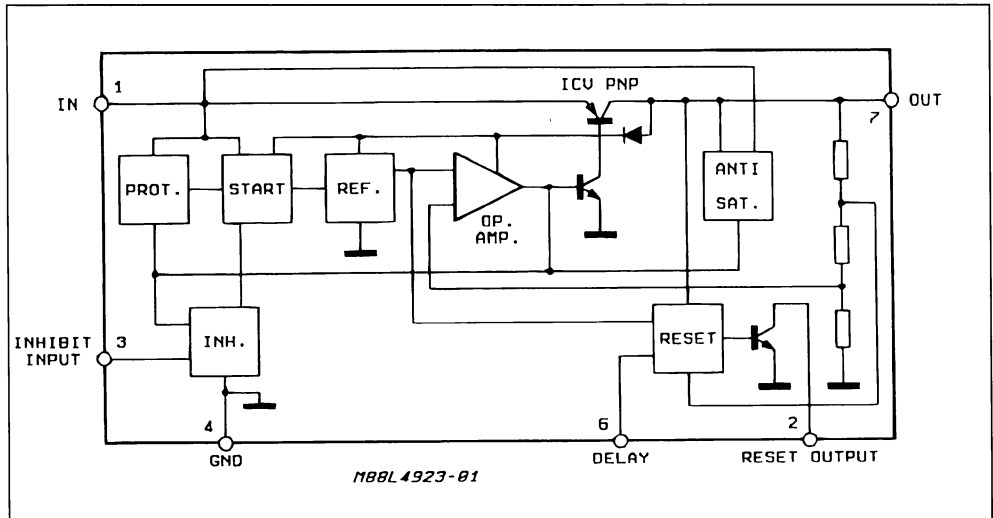 1
IN
ICV PNP
OUT
7
PROT.
START
REF.
ANTI
SAT.
OP.
AMP.
INHIBIT
INPUT
3
INH.
RESET
4
6
2
GND
DELAY
RESET OUTPUT
M88L4923-01